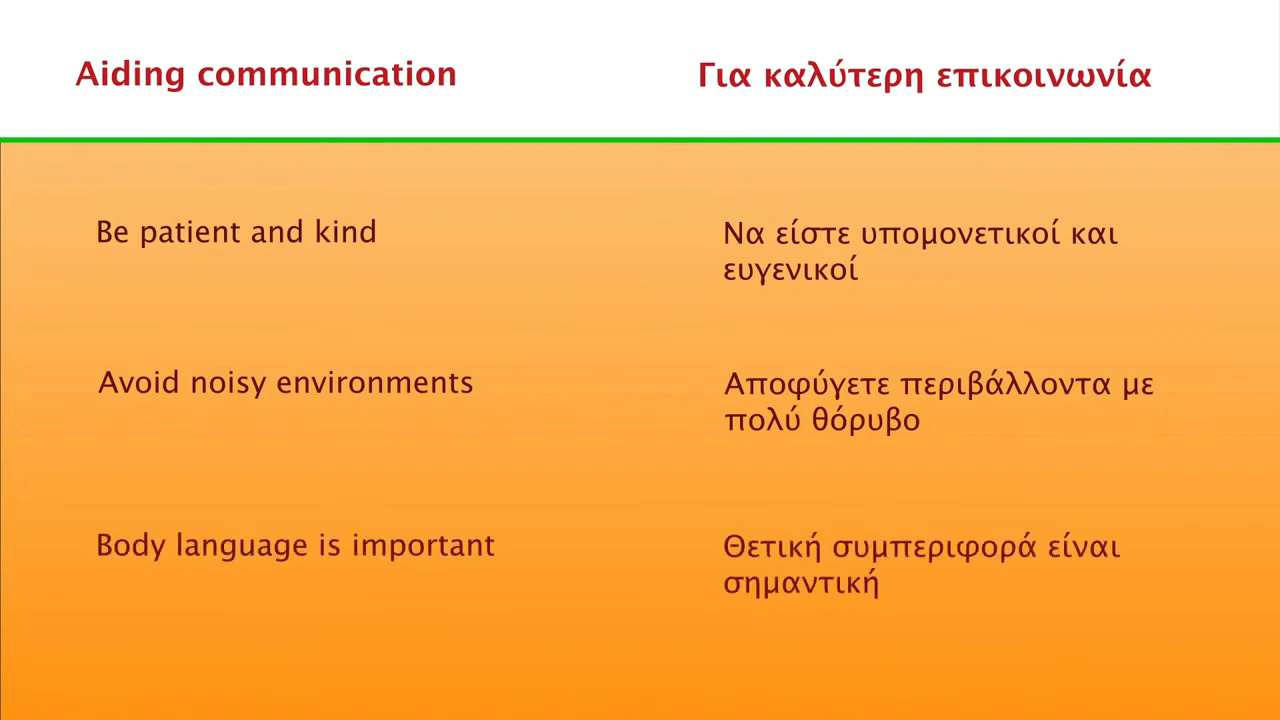 Aiding communication
Για καλύτερη επικοινωνία
Be patient and kind
Να είστε υπομονετικοί και
ευγενικοί
Avoid noisy environments
Αποφύγετε περιβάλλοντα με
πολύ θόρυβο
Body language is important
Θετική συμπεριφορά είναι
σημαντική